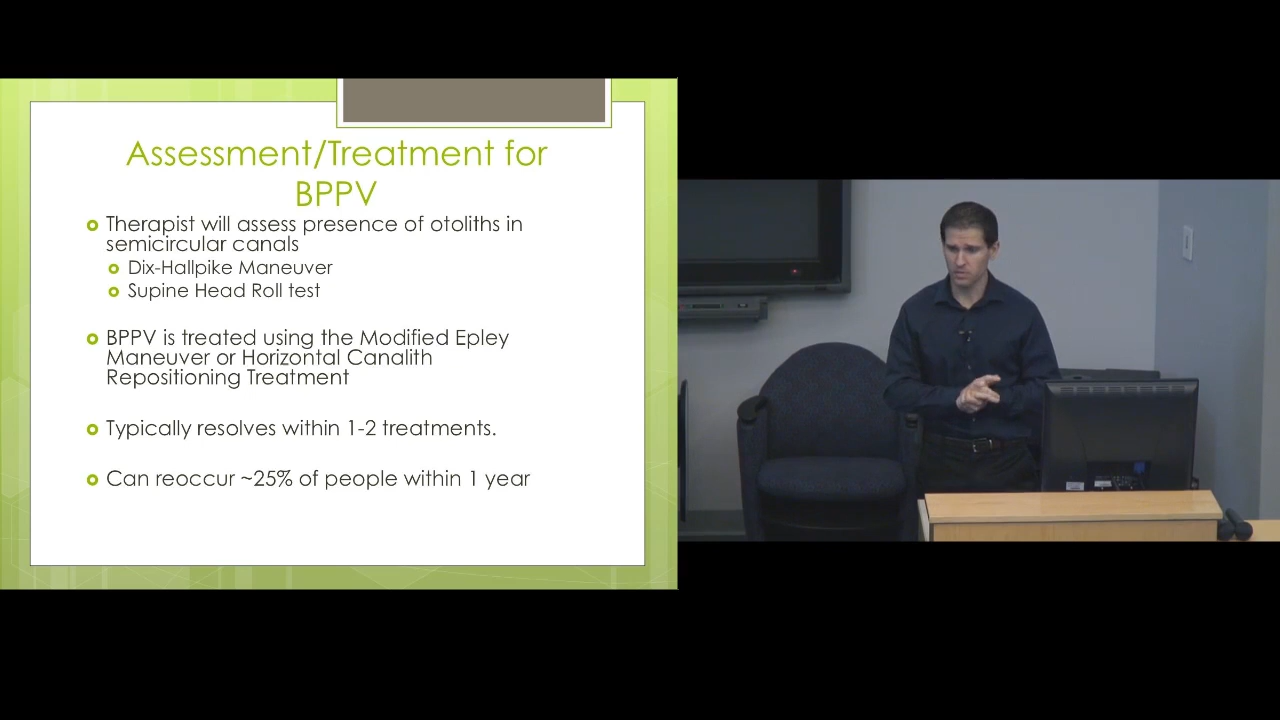 Assessment/Treatment for
BPPV
Therapist will assess presence of otoliths in
semicircular canals
Dix-Hallpike Maneuver
Supine Head Roll test
BPPV is treated using the Modified Epley
Maneuver or Horizontal Canalith
Repositioning Treatment
Typically resolves within 1-2 treatments.
Can reoccur ~25% of people within 1 year